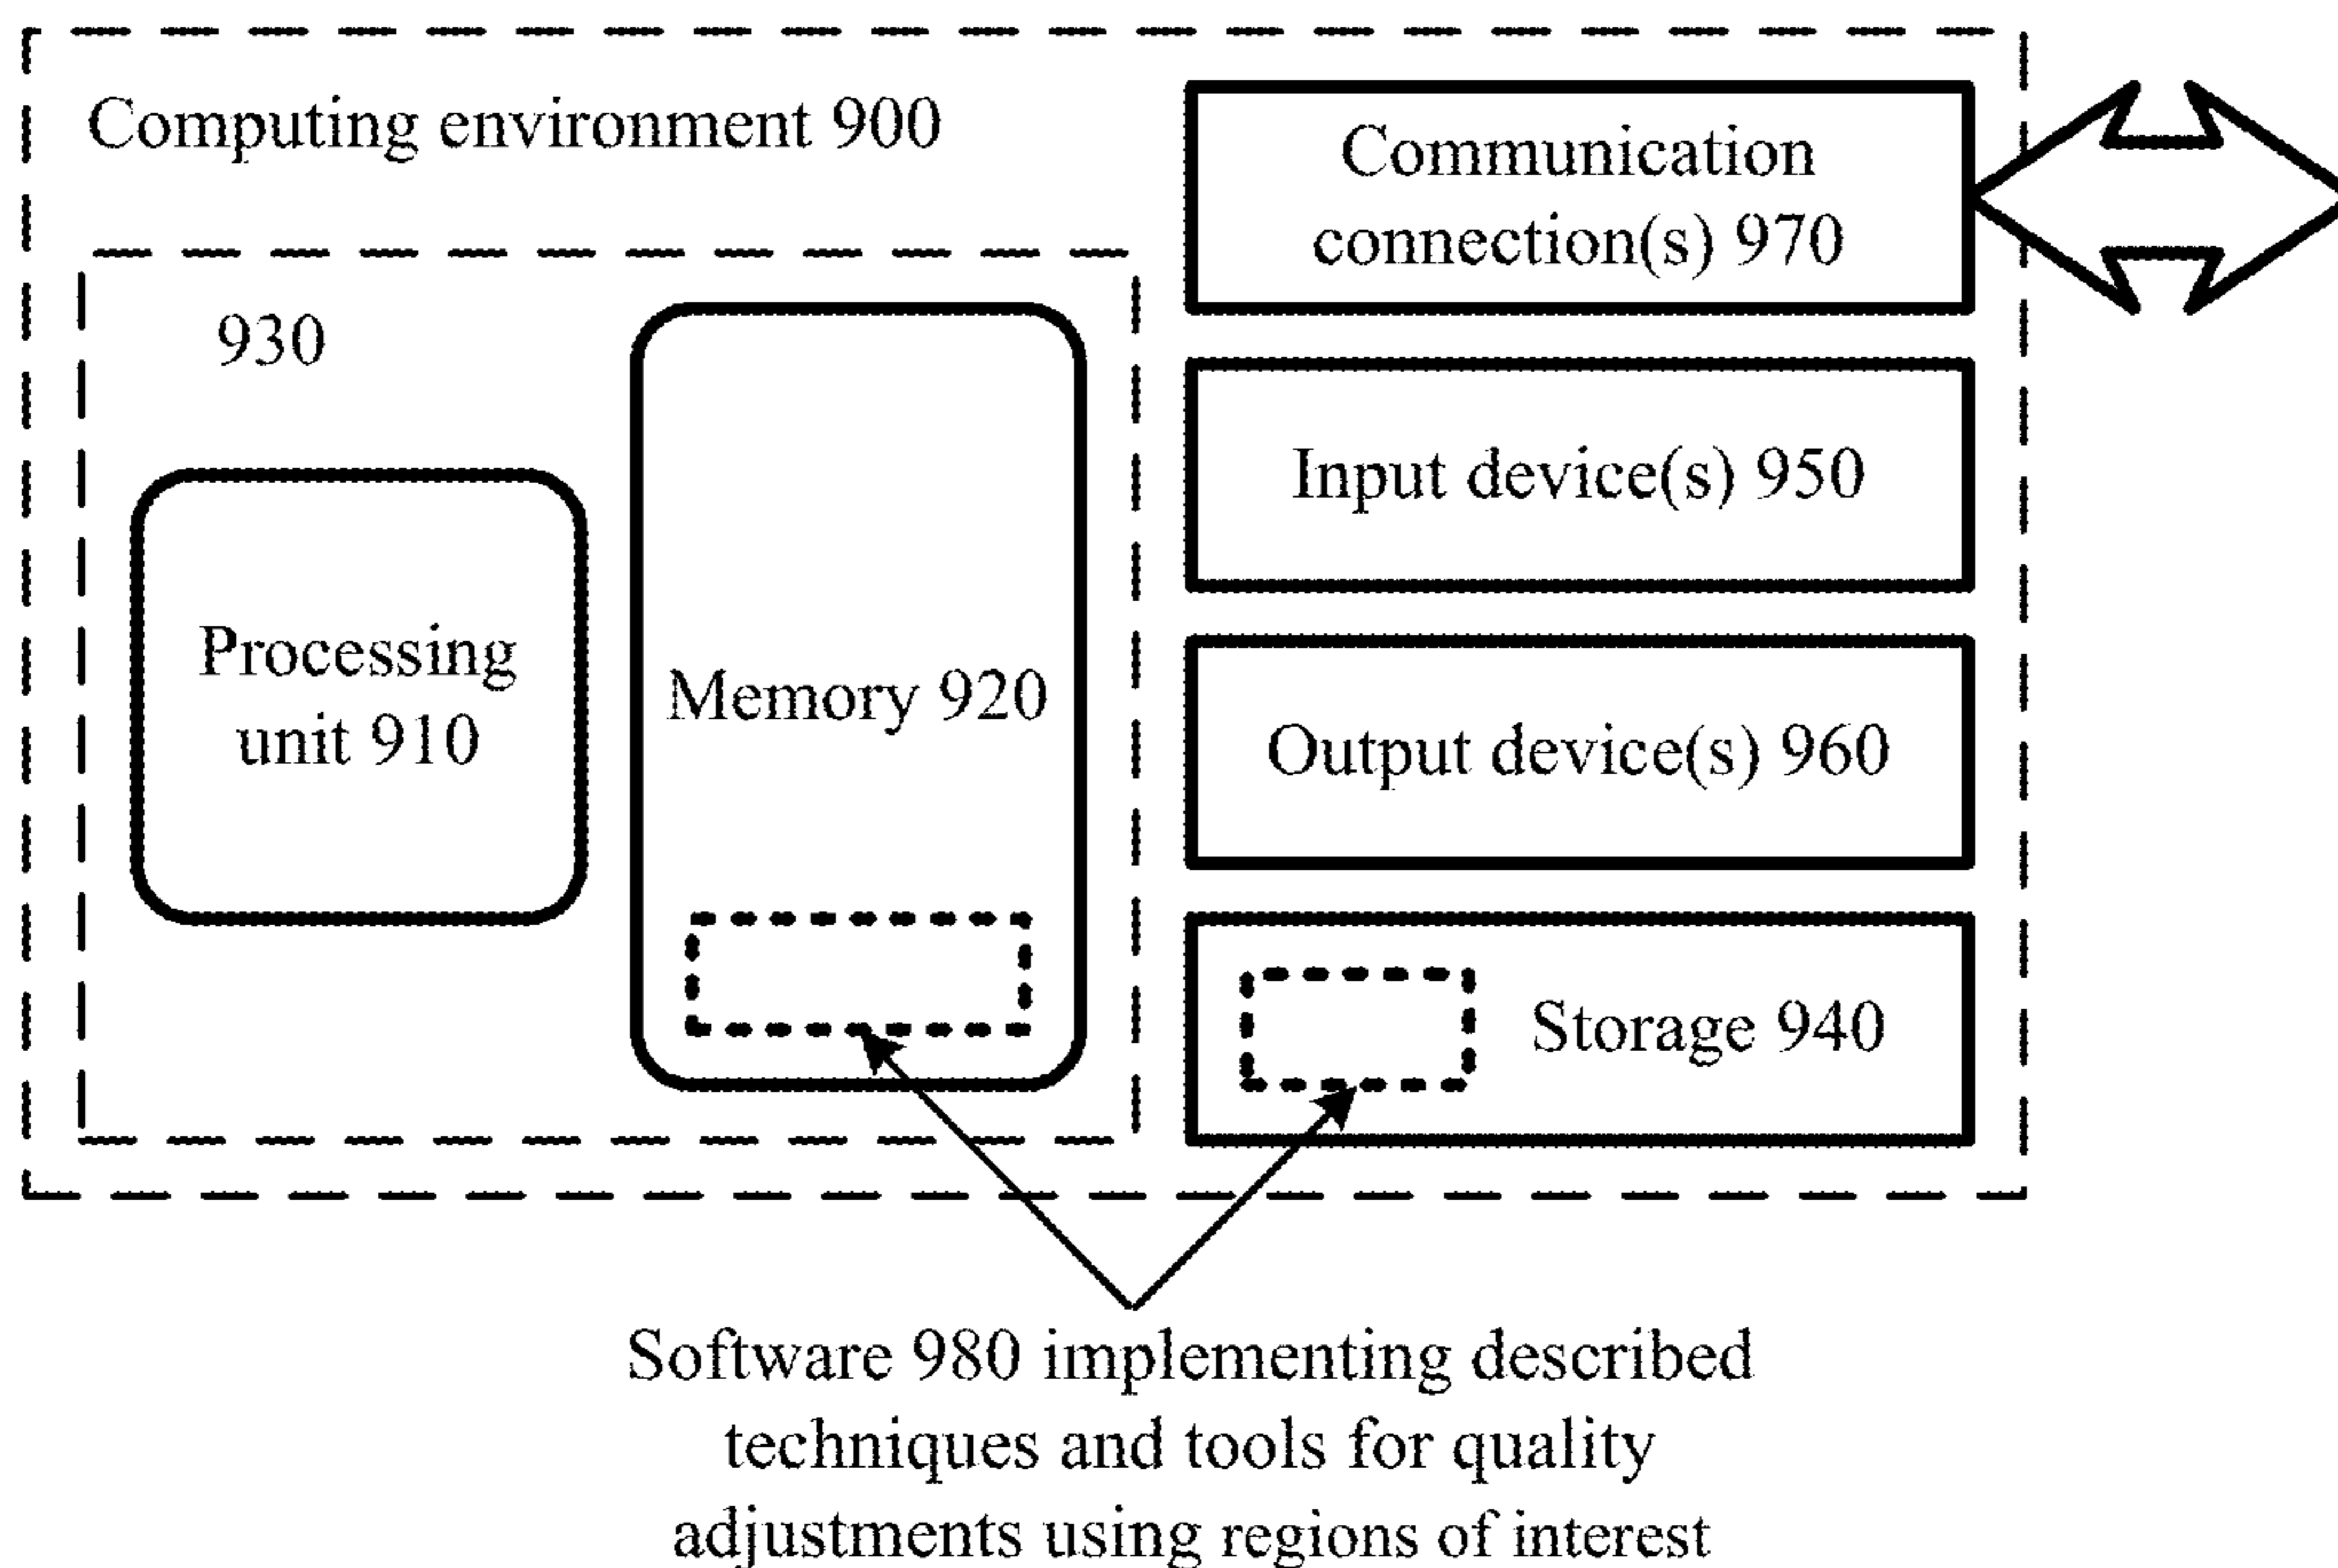 Computing environment 900
Communication
connection(s) 970
930
Input device(s) 950
Processing
unit 910
Memory 920
Output device(s) 960
Storage 940
Software 980 implementing described
techniques and tools for quality
adjustments using regions of interest